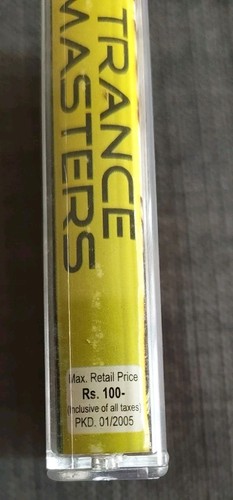 TRANCE
MASTERS
Max. Retail Price
Rs. 100-
(Inclusive of all taxes)
PKD. 01/2005